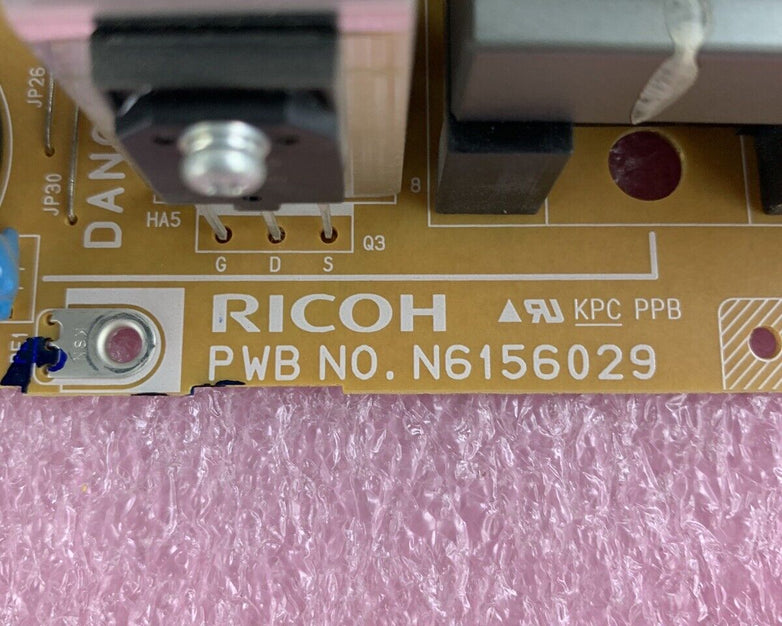 JP26
JP30
DANG
HA5
8
Q3
G D S
RICOH
KPC PPB
PWB NO. N6156029